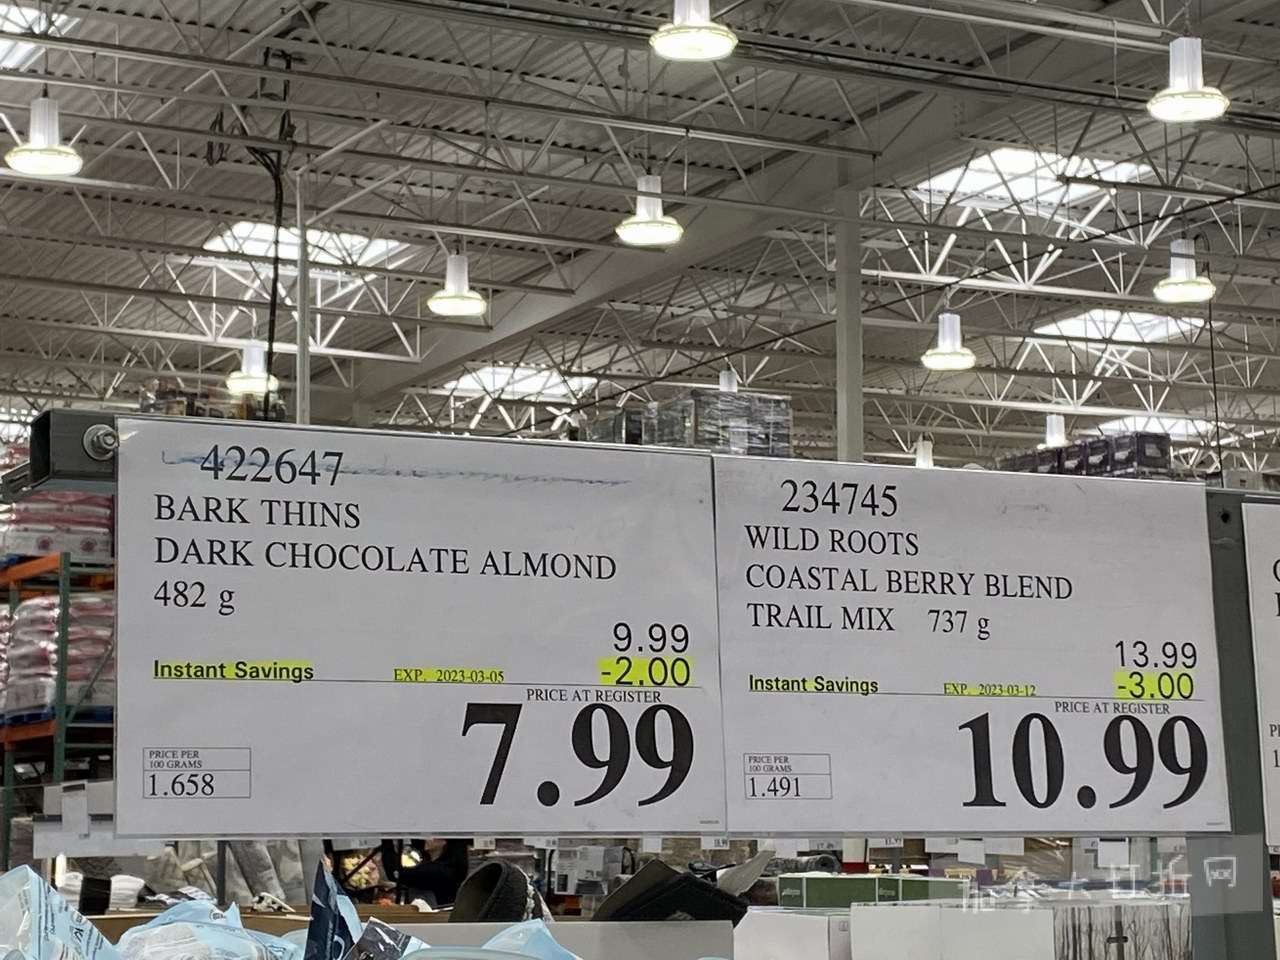 422647
BARK THINS
DARK CHOCOLATE ALMOND
482 g
9.99
Instant Savings EXP. 2023-03-05 -2.00
PRICE AT REGISTER
7.99
PRICE PER
100 GRAMS
1.658
234745
WILD ROOTS
COASTAL BERRY BLEND
TRAIL MIX 737 g
13.99
Instant Savings EXP. 2023-03-12 -3.00
PRICE AT REGISTER
10.99
PRICE PER
100 GRAMS
1.491